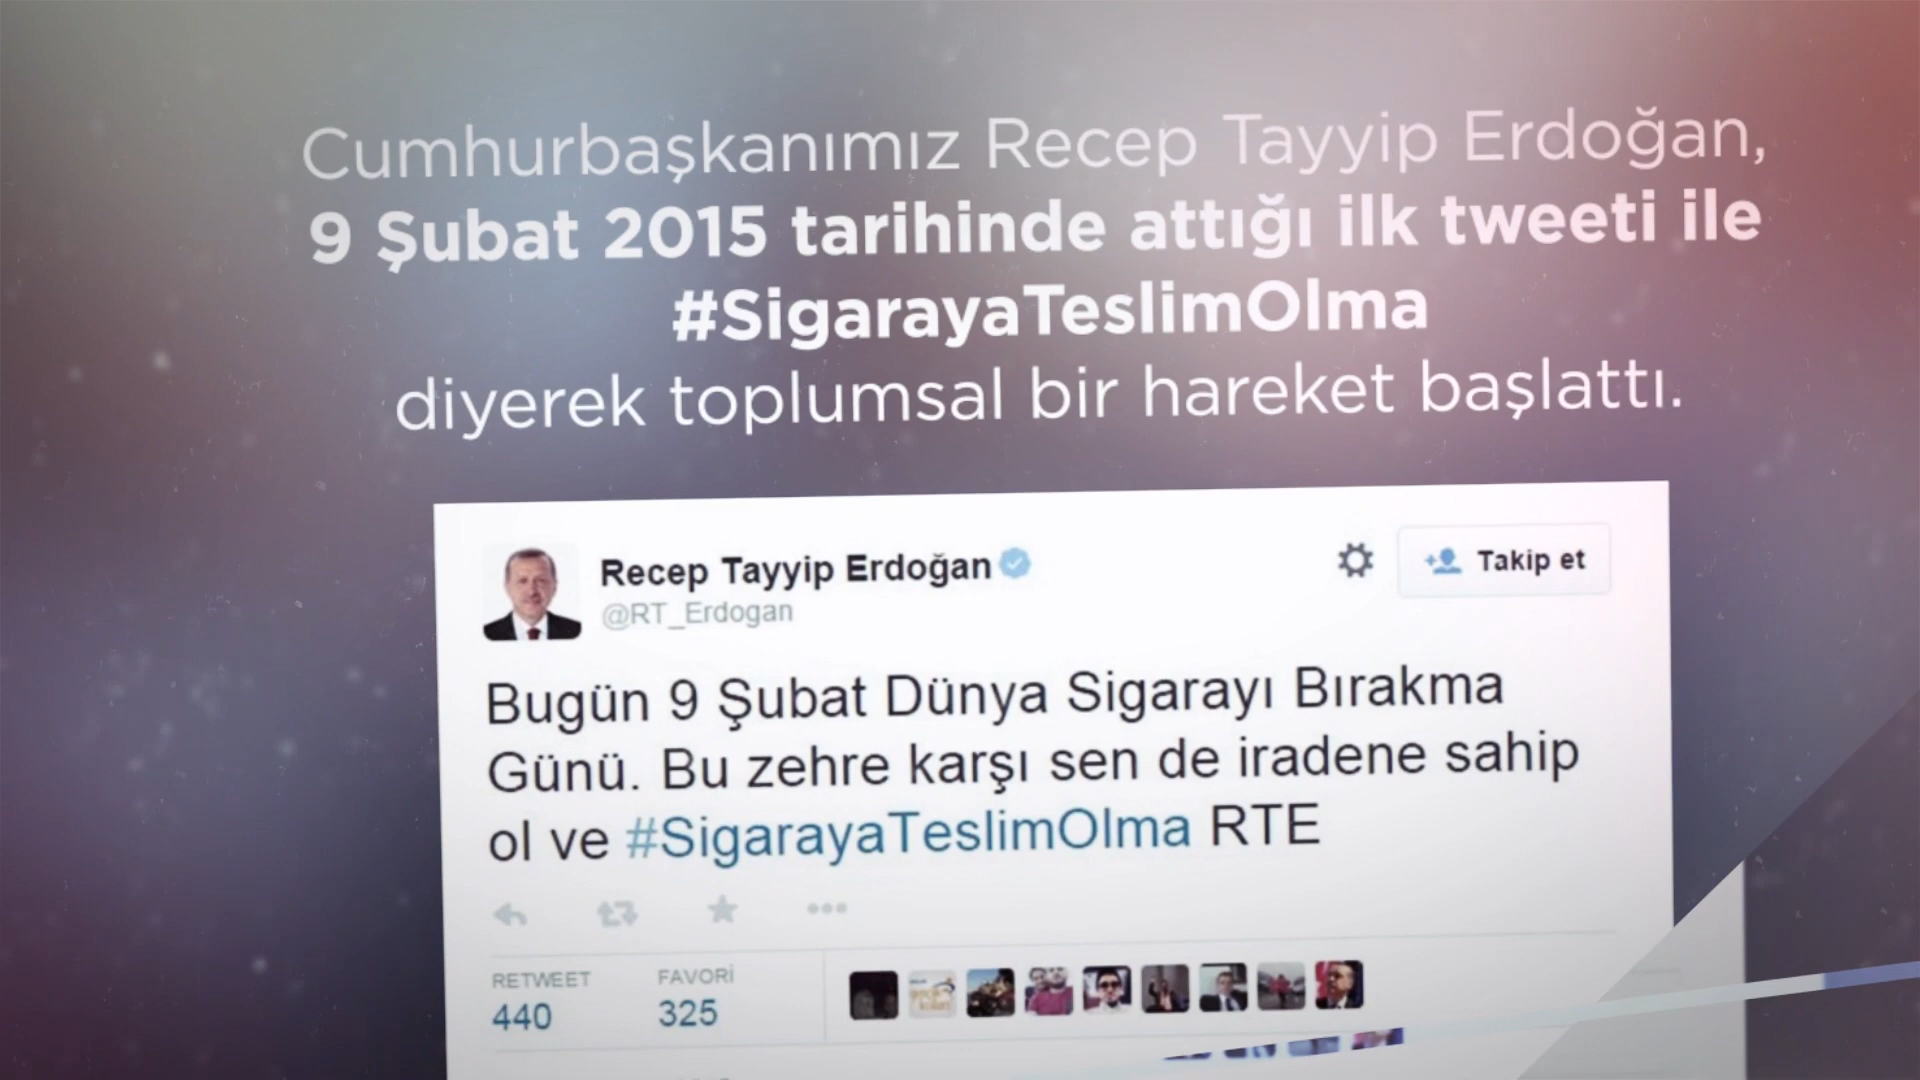 Cumhurbaşkanımız Recep Tayyip Erdoğan,
9 Şubat 2015 tarihinde attığı ilk tweeti ile
#SigarayaTeslimOlma
diyerek toplumsal bir hareket başlattı.
Recep Tayyip Erdoğan
@RT_Erdogan
Takip et
Bugün 9 Şubat Dünya Sigarayı Bırakma
Günü. Bu zehre karşı sen de iradene sahip
ol ve #SigarayaTeslimOlma RTE
RETWEET FAVORİ
440 325